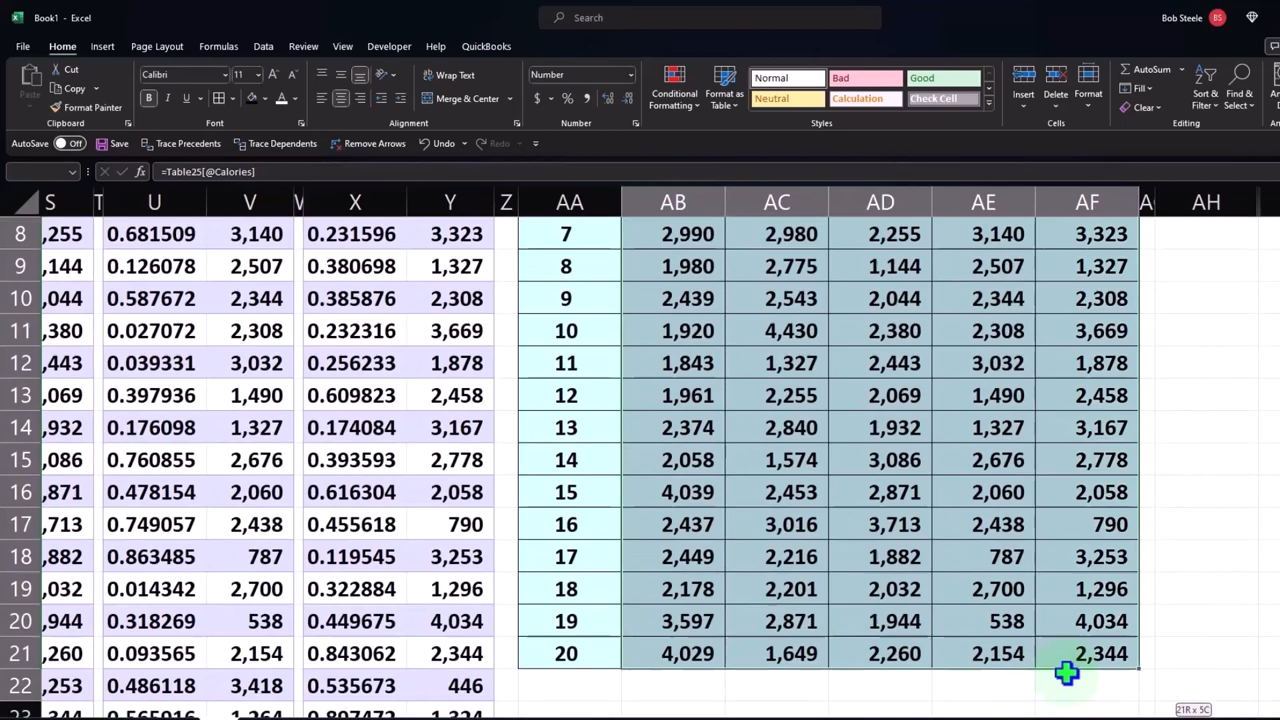 Book1 - Excel
Search
Bob Steele BS
File Home Insert Page Layout Formulas Data Review View Developer Help QuickBooks
Paste
Cut
Copy
Format Painter
Clipboard
Calibri 11
B I U
Font
Wrap Text
Merge & Center
Alignment
Number
$ % ,
Number
Conditional Formatting
Format as Table
Normal Bad Good
Neutral Calculation Check Cell
Styles
Insert Delete Format
Cells
AutoSum
Fill
Clear
Sort & Filter
Find & Select
Editing
AutoSave Off Save Trace Precedents Trace Dependents Remove Arrows Undo Redo
fx =Table25[@Calories]
S T U V W X Y Z AA AB AC AD AE AF AH
8 ,255 0.681509 3,140 0.231596 3,323 7 2,990 2,980 2,255 3,140 3,323
9 ,144 0.126078 2,507 0.380698 1,327 8 1,980 2,775 1,144 2,507 1,327
10 ,044 0.587672 2,344 0.385876 2,308 9 2,439 2,543 2,044 2,344 2,308
11 ,380 0.027072 2,308 0.232316 3,669 10 1,920 4,430 2,380 2,308 3,669
12 ,443 0.039331 3,032 0.256233 1,878 11 1,843 1,327 2,443 3,032 1,878
13 ,069 0.397936 1,490 0.609823 2,458 12 1,961 2,255 2,069 1,490 2,458
14 ,932 0.176098 1,327 0.174084 3,167 13 2,374 2,840 1,932 1,327 3,167
15 ,086 0.760855 2,676 0.393593 2,778 14 2,058 1,574 3,086 2,676 2,778
16 ,871 0.478154 2,060 0.616304 2,058 15 4,039 2,453 2,871 2,060 2,058
17 ,713 0.749057 2,438 0.455618 790 16 2,437 3,016 3,713 2,438 790
18 ,882 0.863485 787 0.119545 3,253 17 2,449 2,216 1,882 787 3,253
19 ,032 0.014342 2,700 0.322884 1,296 18 2,178 2,201 2,032 2,700 1,296
20 ,944 0.318269 538 0.449675 4,034 19 3,597 2,871 1,944 538 4,034
21 ,260 0.093565 2,154 0.843062 2,344 20 4,029 1,649 2,260 2,154 2,344
22 ,253 0.486118 3,418 0.535673 446
21R x 5C